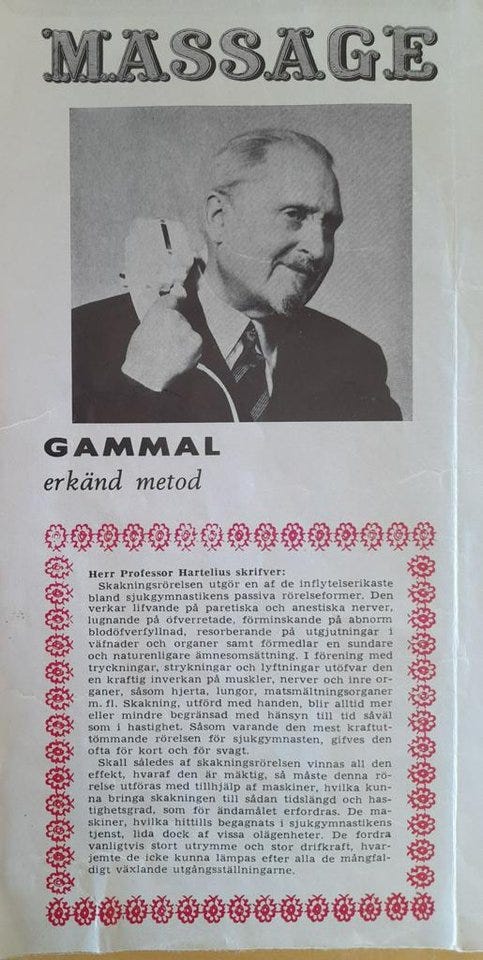 MASSAGE
GAMMAL
erkänd metod
Herr Professor Hartelius skrifver:
Skakningsrörelsen utgör en af de inflytelserikaste
bland sjukgymnastikens passiva rörelseformer. Den
verkar lifvande på paretiska och anestiska nerver,
lugnande på öfverretade, förminskande på abnorm
blodöfverfyllnad, resorberande på utgjutningar i
väfnader och organer samt förmedlar en sundare
och naturenligare ämnesomsättning. I förening med
tryckningar, strykningar och lyftningar utöfvar den
en kraftig inverkan på muskler, nerver och inre or-
ganer, såsom hjerta, lungor, matsmältningsorganer
m. fl. Skakning, utförd med handen, blir alltid mer
eller mindre begränsad med hänsyn till tid såväl
som i hastighet. Såsom varande den mest kraftut-
tömmande rörelsen för sjukgymnasten, gifves den
ofta för kort och för svagt.
Skall således af skakningsrörelsen vinnas all den
effekt, hvaraf den är mäktig, så måste denna rö-
relse utföras med tillhjälp af maskiner, hvilka kun-
na bringa skakningen till sådan tidslängd och has-
tighetsgrad, som för ändamålet erfordras. De ma-
skiner, hvilka hittills begagnats i sjukgymnastikens
tjenst, lida dock af vissa olägenheter. De fordra
vanligtvis stort utrymme och stor drifkraft, hvar-
jemte de icke kunna lämpas efter alla de mångfal-
digt växlande utgångsställningarne.